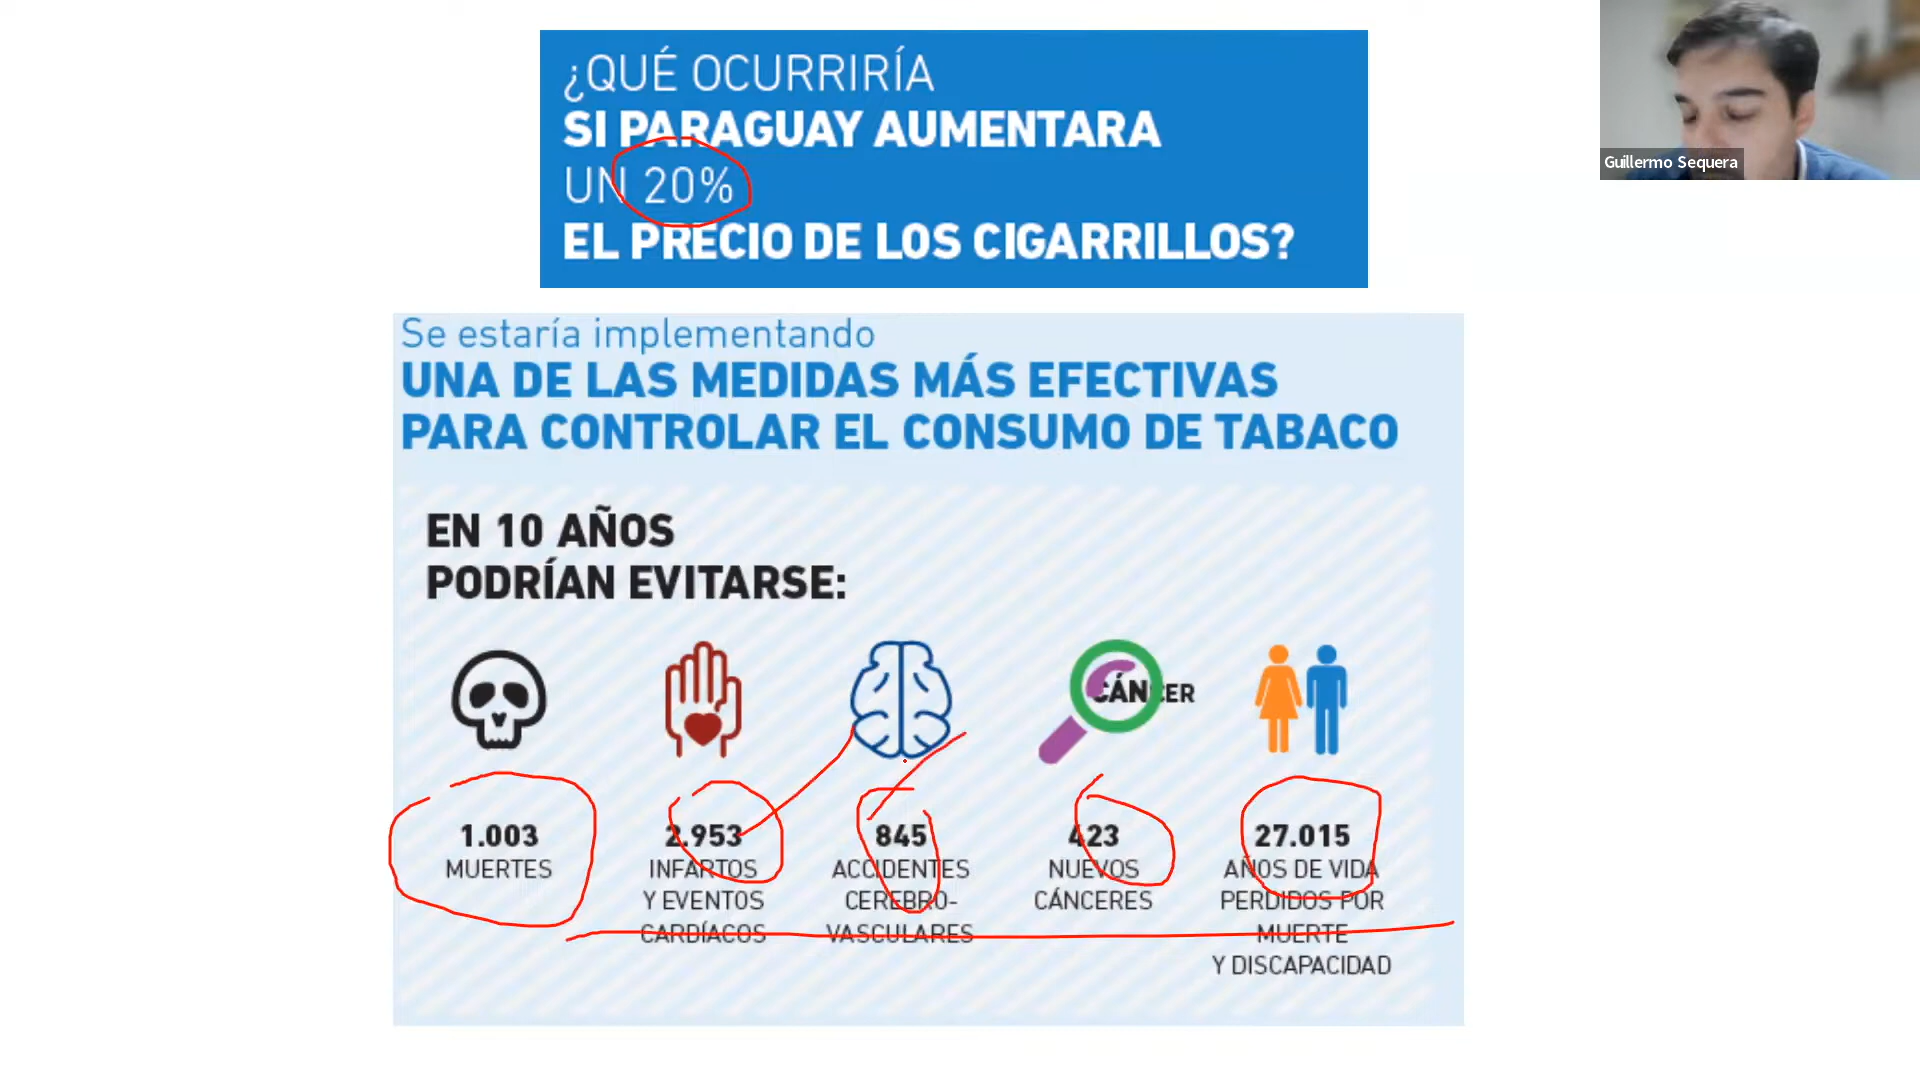 ¿QUÉ OCURRIRÍA
SI PARAGUAY AUMENTARA
UN 20%
EL PRECIO DE LOS CIGARRILLOS?
Guillermo Sequera
Se estaría implementando
UNA DE LAS MEDIDAS MÁS EFECTIVAS
PARA CONTROLAR EL CONSUMO DE TABACO
EN 10 AÑOS
PODRÍAN EVITARSE:
CÁNCER
1.003
MUERTES
2.953
INFARTOS
Y EVENTOS
CARDÍACOS
845
ACCIDENTES
CEREBRO-
VASCULARES
423
NUEVOS
CÁNCERES
27.015
AÑOS DE VIDA
PERDIDOS POR
MUERTE
Y DISCAPACIDAD